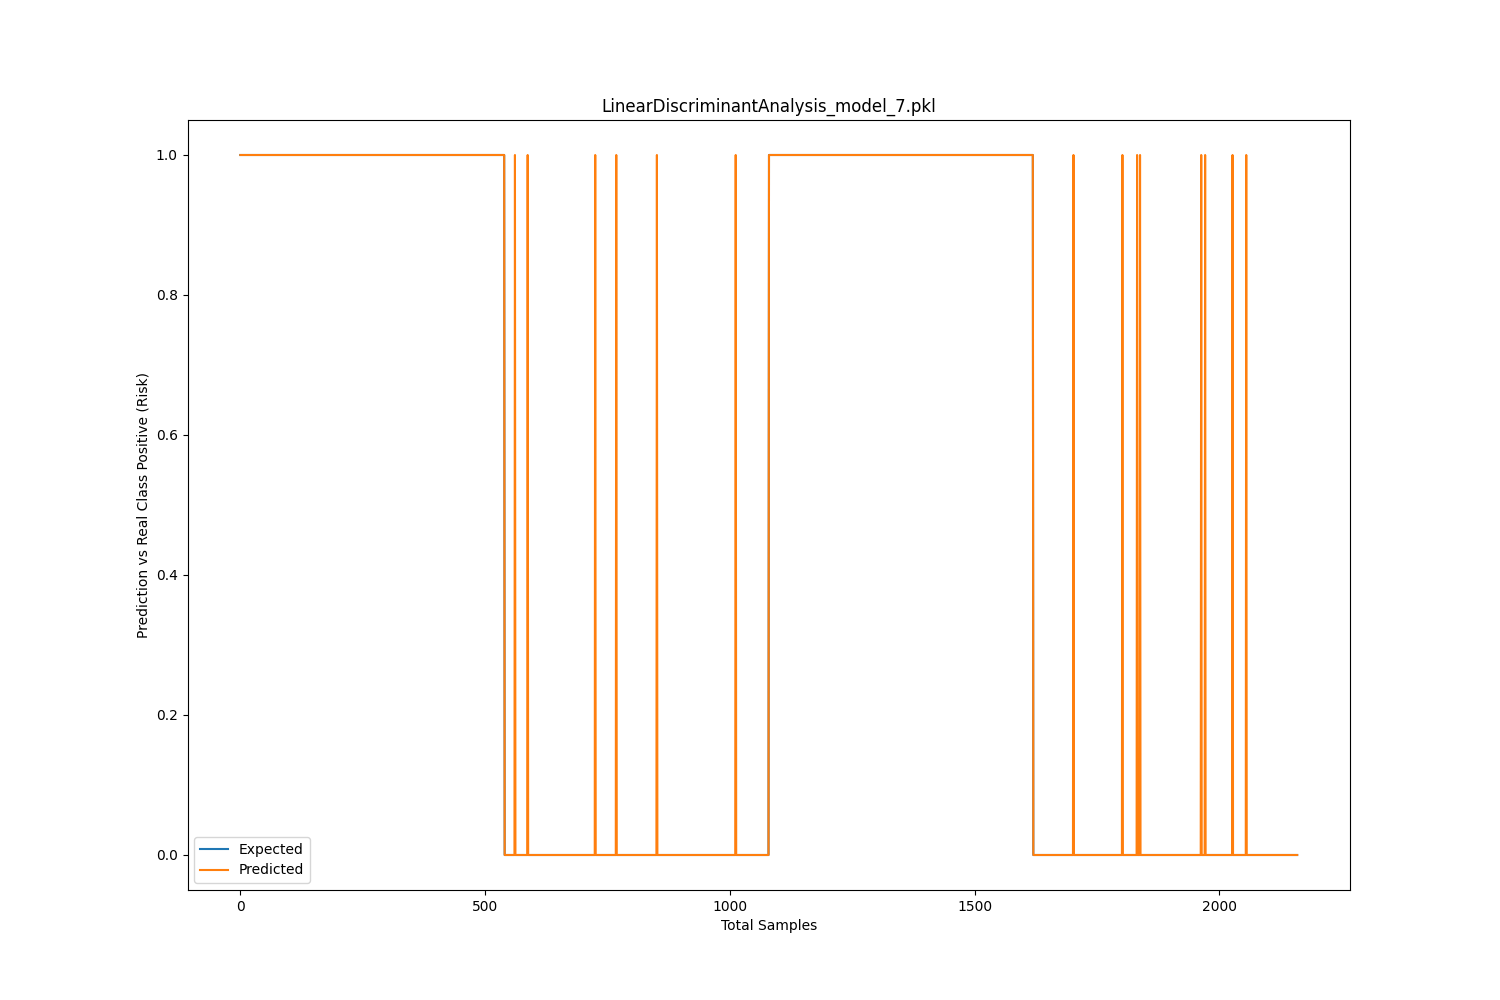 LinearDiscriminantAnalysis_model_7.pkl
1.0
0.8
0.6
0.4
0.2
0.0
Prediction vs Real Class Positive (Risk)
Expected
Predicted
0
500
1000
1500
2000
Total Samples